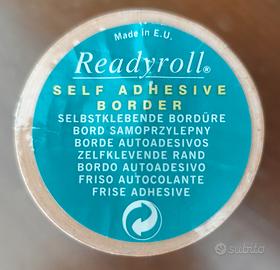 Made in E.U.
Readyroll®
SELF ADHESIVE
BORDER
SELBSTKLEBENDE BORDÜRE
BORD SAMOPRZYLEPNY
BORDE AUTOADESIVOS
ZELFKLEVENDE RAND
BORDO AUTOADESIVO
FRISO AUTOCOLANTE
FRISE ADHESIVE
subito